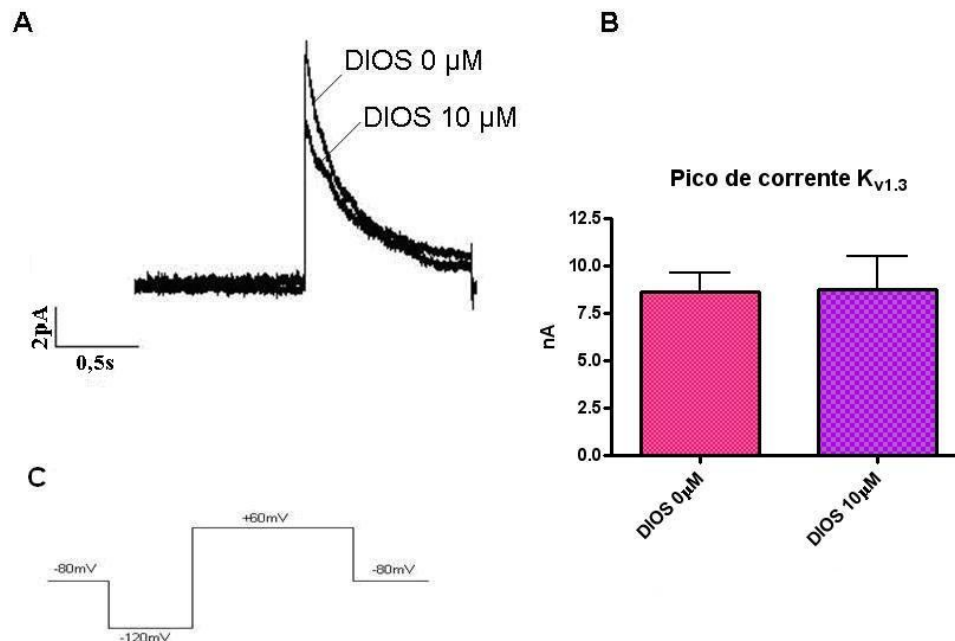 A
DIOS 0 µM
DIOS 10 µM
2pA
0,5s
B
Pico de corrente Kv1.3
12.5
10.0
7.5
5.0
2.5
0.0
nA
DIOS 0µM
DIOS 10µM
C
-80mV
-120mV
+60mV
-80mV